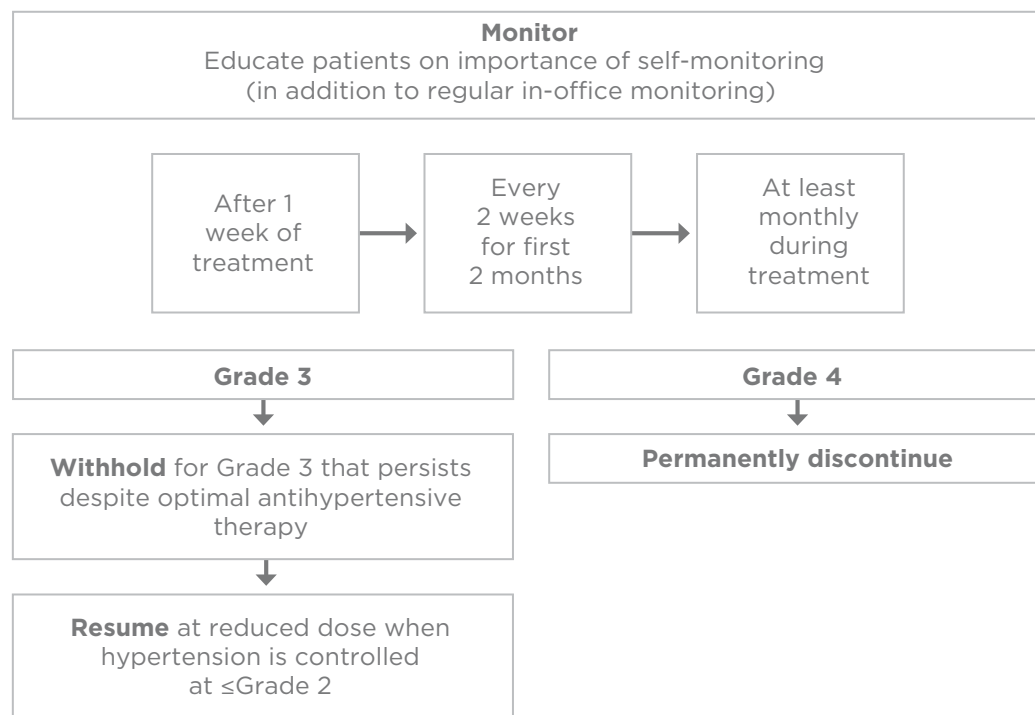 Monitor
Educate patients on importance of self-monitoring
(in addition to regular in-office monitoring)
After 1
week of
treatment
Every
2 weeks
for first
2 months
At least
monthly
during
treatment
Grade 3
Withhold for Grade 3 that persists
despite optimal antihypertensive
therapy
Resume at reduced dose when
hypertension is controlled
at ≤Grade 2
Grade 4
Permanently discontinue